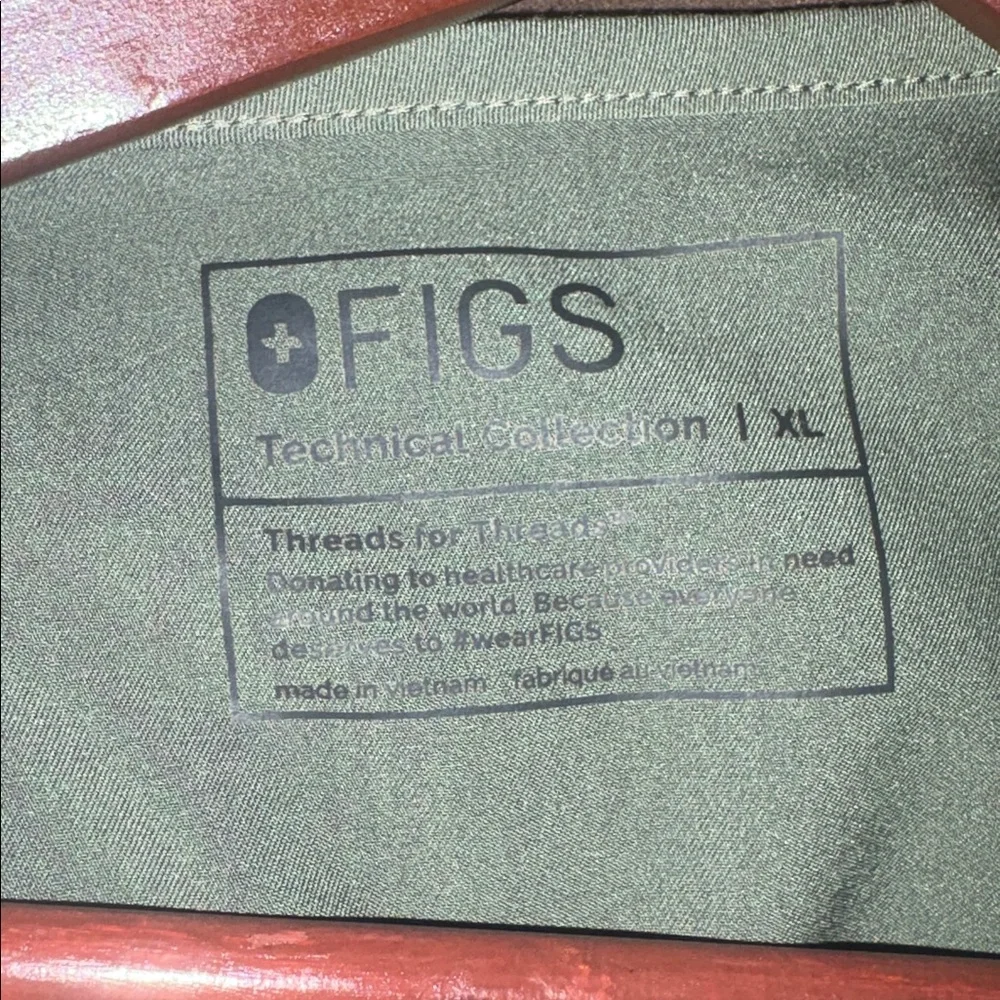 FIGS
Technical Collection | XL
Threads for Threads
Donating to healthcare providers in need
around the world. Because everyone
deserves to #wearFIGS
made in vietnam fabriqué au vietnam